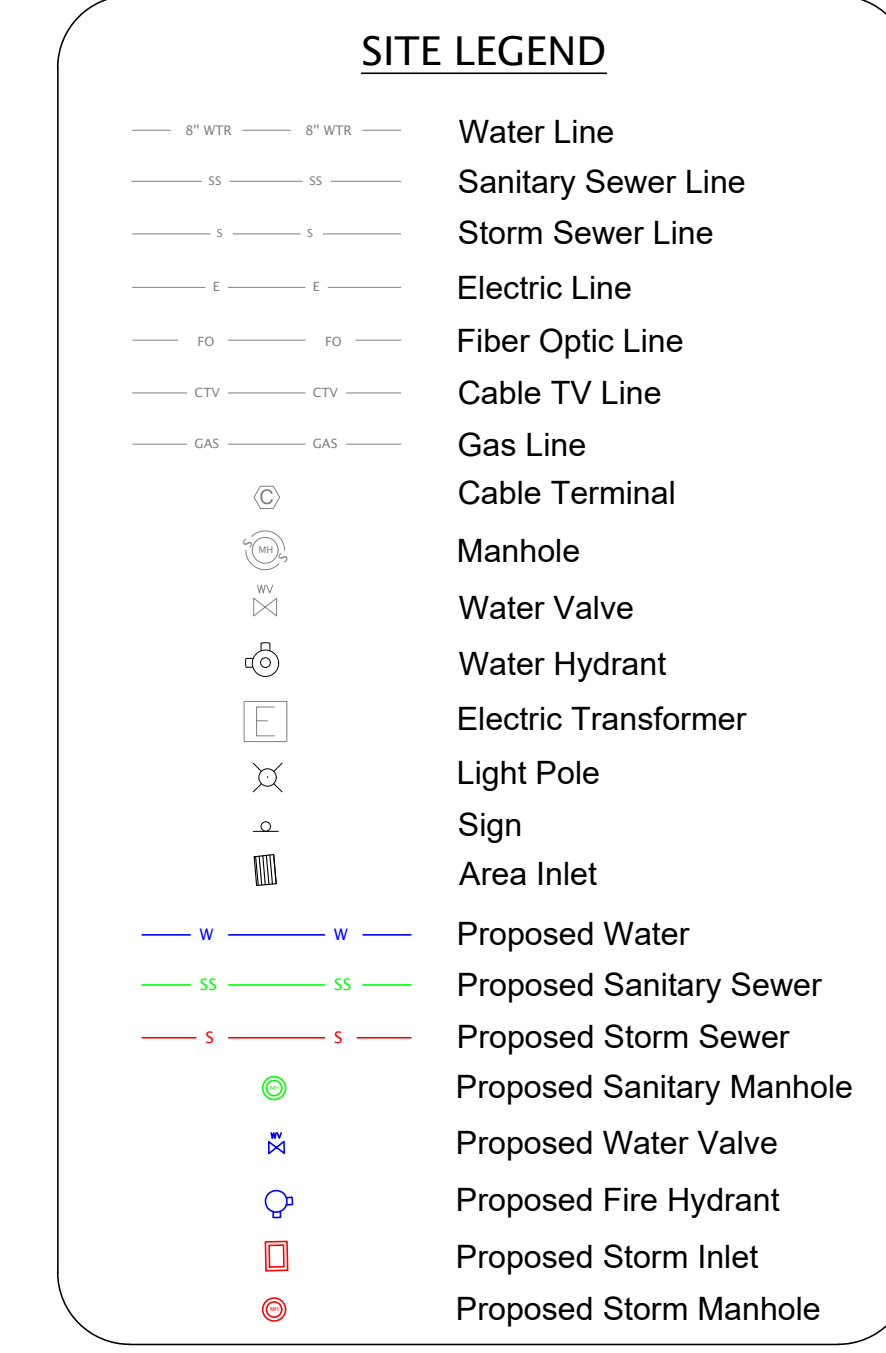 SITE LEGEND
8" WTR 8" WTR Water Line
SS SS Sanitary Sewer Line
S S Storm Sewer Line
E E Electric Line
FO FO Fiber Optic Line
CTV CTV Cable TV Line
GAS GAS Gas Line
C Cable Terminal
S MH S Manhole
WV Water Valve
Water Hydrant
E Electric Transformer
Light Pole
Sign
Area Inlet
W W Proposed Water
SS SS Proposed Sanitary Sewer
S S Proposed Storm Sewer
MH Proposed Sanitary Manhole
WV Proposed Water Valve
Proposed Fire Hydrant
Proposed Storm Inlet
MH Proposed Storm Manhole